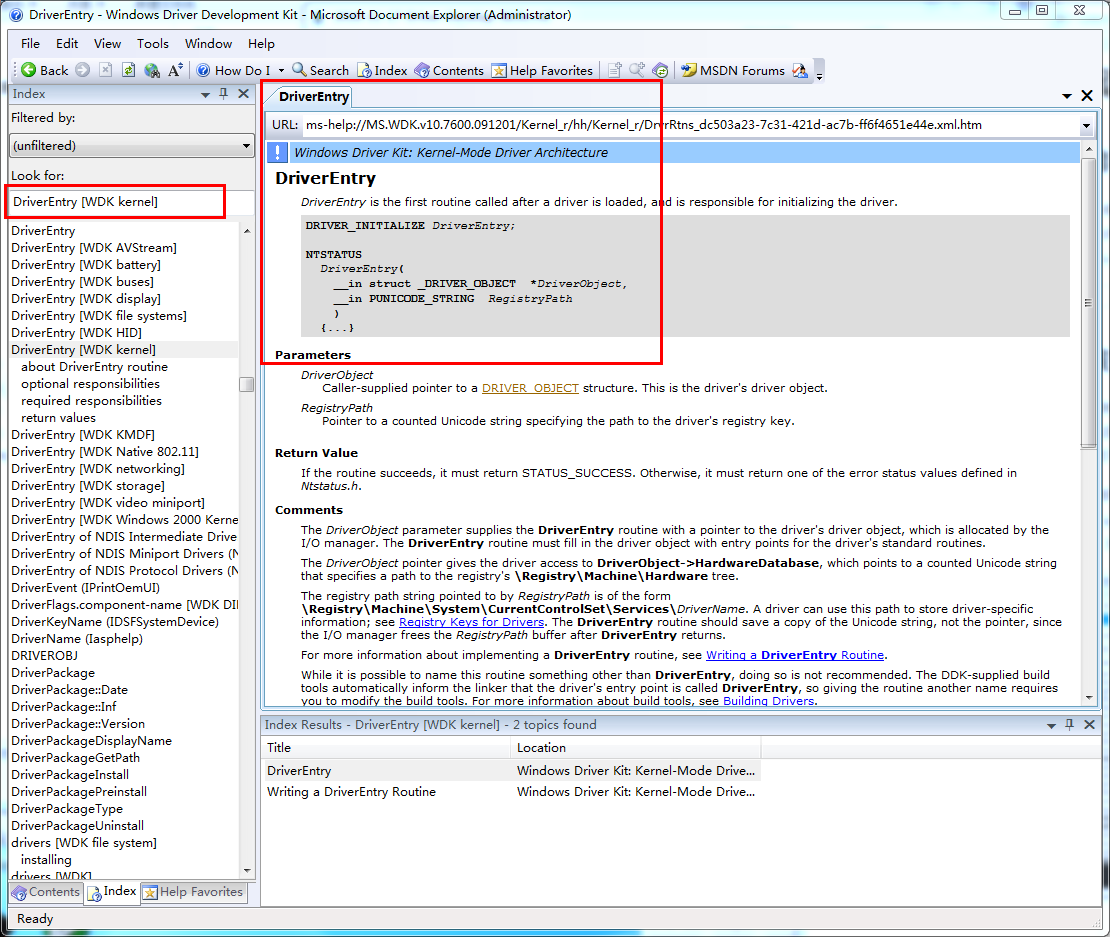 DriverEntry - Windows Driver Development Kit - Microsoft Document Explorer (Administrator)
File Edit View Tools Window Help
Back How Do I Search Index Contents Help Favorites MSDN Forums
Index
Filtered by:
(unfiltered)
Look for:
DriverEntry [WDK kernel]
DriverEntry
DriverEntry [WDK AVStream]
DriverEntry [WDK battery]
DriverEntry [WDK buses]
DriverEntry [WDK display]
DriverEntry [WDK file systems]
DriverEntry [WDK HID]
DriverEntry [WDK kernel]
about DriverEntry routine
optional responsibilities
required responsibilities
return values
DriverEntry [WDK KMDF]
DriverEntry [WDK Native 802.11]
DriverEntry [WDK networking]
DriverEntry [WDK storage]
DriverEntry [WDK video miniport]
DriverEntry [WDK Windows 2000 Kerne
DriverEntry of NDIS Intermediate Drive
DriverEntry of NDIS Miniport Drivers (N
DriverEntry of NDIS Protocol Drivers (N
DriverEvent (IPrintOemUI)
DriverFlags.component-name [WDK DI
DriverKeyName (IDSFSystemDevice)
DriverName (Iasphelp)
DRIVEROBJ
DriverPackage
DriverPackage::Date
DriverPackage::Inf
DriverPackage::Version
DriverPackageDisplayName
DriverPackageGetPath
DriverPackageInstall
DriverPackagePreinstall
DriverPackageType
DriverPackageUninstall
drivers [WDK file system]
installing
drivers [WDK]
Contents Index Help Favorites
DriverEntry
URL: ms-help://MS.WDK.v10.7600.091201/Kernel_r/hh/Kernel_r/DrvrRtns_dc503a23-7c31-421d-ac7b-ff6f4651e44e.xml.htm
Windows Driver Kit: Kernel-Mode Driver Architecture
DriverEntry
DriverEntry is the first routine called after a driver is loaded, and is responsible for initializing the driver.
DRIVER_INITIALIZE DriverEntry;
NTSTATUS
DriverEntry(
__in struct _DRIVER_OBJECT *DriverObject,
__in PUNICODE_STRING RegistryPath
)
{...}
Parameters
DriverObject
Caller-supplied pointer to a DRIVER_OBJECT structure. This is the driver's driver object.
RegistryPath
Pointer to a counted Unicode string specifying the path to the driver's registry key.
Return Value
If the routine succeeds, it must return STATUS_SUCCESS. Otherwise, it must return one of the error status values defined in
Ntstatus.h.
Comments
The DriverObject parameter supplies the DriverEntry routine with a pointer to the driver's driver object, which is allocated by the
I/O manager. The DriverEntry routine must fill in the driver object with entry points for the driver's standard routines.
The DriverObject pointer gives the driver access to DriverObject->HardwareDatabase, which points to a counted Unicode string
that specifies a path to the registry's \Registry\Machine\Hardware tree.
The registry path string pointed to by RegistryPath is of the form
\Registry\Machine\System\CurrentControlSet\Services\DriverName. A driver can use this path to store driver-specific
information; see Registry Keys for Drivers. The DriverEntry routine should save a copy of the Unicode string, not the pointer, since
the I/O manager frees the RegistryPath buffer after DriverEntry returns.
For more information about implementing a DriverEntry routine, see Writing a DriverEntry Routine.
While it is possible to name this routine something other than DriverEntry, doing so is not recommended. The DDK-supplied build
tools automatically inform the linker that the driver's entry point is called DriverEntry, so giving the routine another name requires
you to modify the build tools. For more information about build tools, see Building Drivers.
Index Results - DriverEntry [WDK kernel] - 2 topics found
Title Location
DriverEntry Windows Driver Kit: Kernel-Mode Drive...
Writing a DriverEntry Routine Windows Driver Kit: Kernel-Mode Drive...
Ready